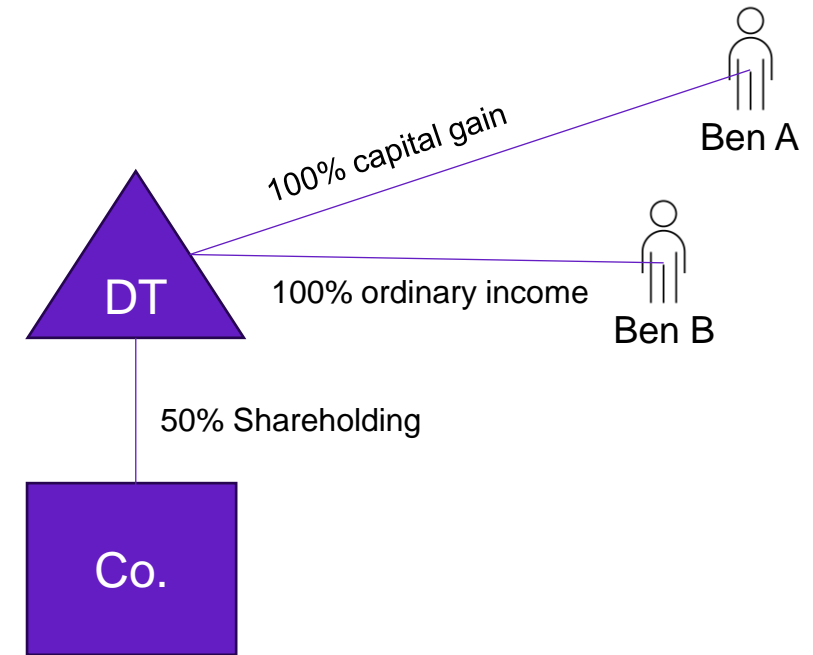 100% capital gain
Ben A
DT
100% ordinary income
Ben B
50% Shareholding
Co.